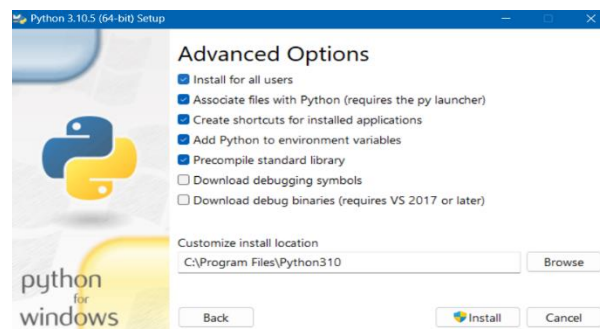 Python 3.10.5 (64-bit) Setup
Advanced Options
Install for all users
Associate files with Python (requires the py launcher)
Create shortcuts for installed applications
Add Python to environment variables
Precompile standard library
Download debugging symbols
Download debug binaries (requires VS 2017 or later)
Customize install location
C:\Program Files\Python310
Browse
python
for
windows
Back
Install
Cancel